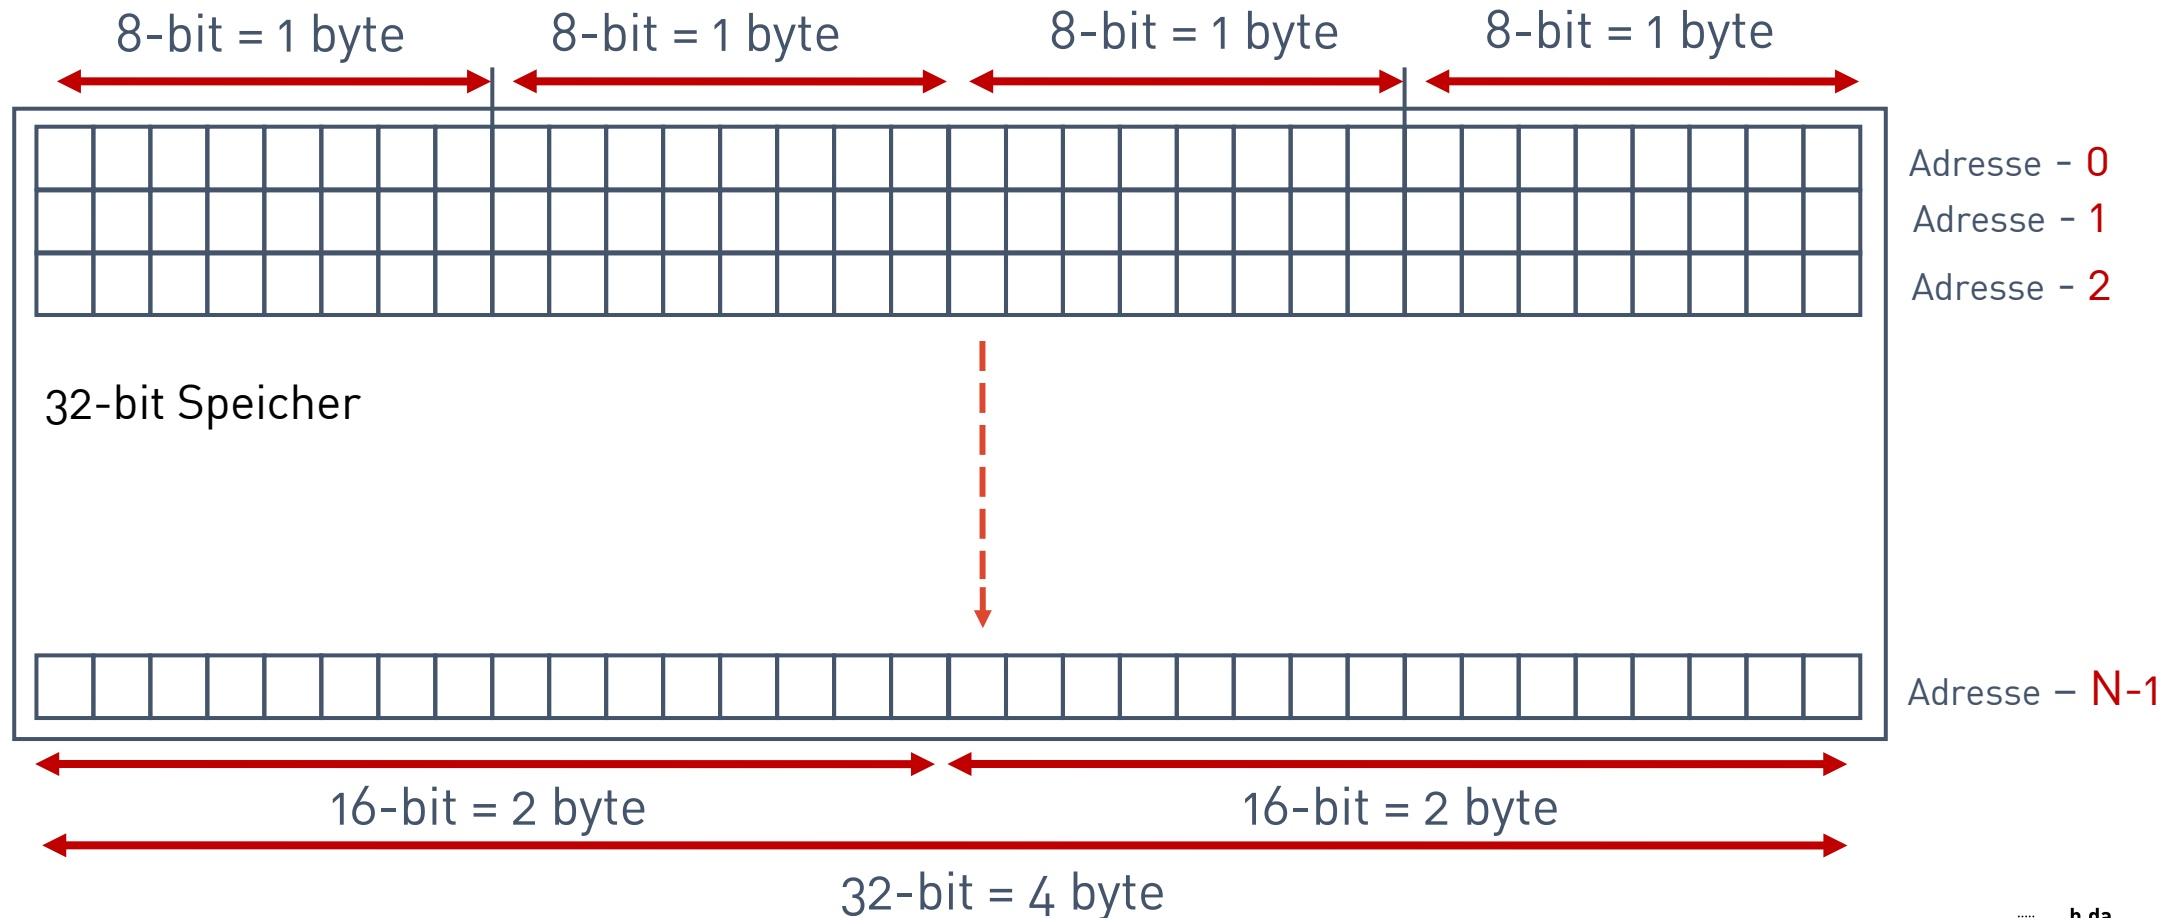 8-bit = 1 byte 8-bit = 1 byte 8-bit = 1 byte 8-bit = 1 byte
Adresse - 0
Adresse - 1
Adresse - 2
32-bit Speicher
Adresse - N-1
16-bit = 2 byte 16-bit = 2 byte
32-bit = 4 byte
h da